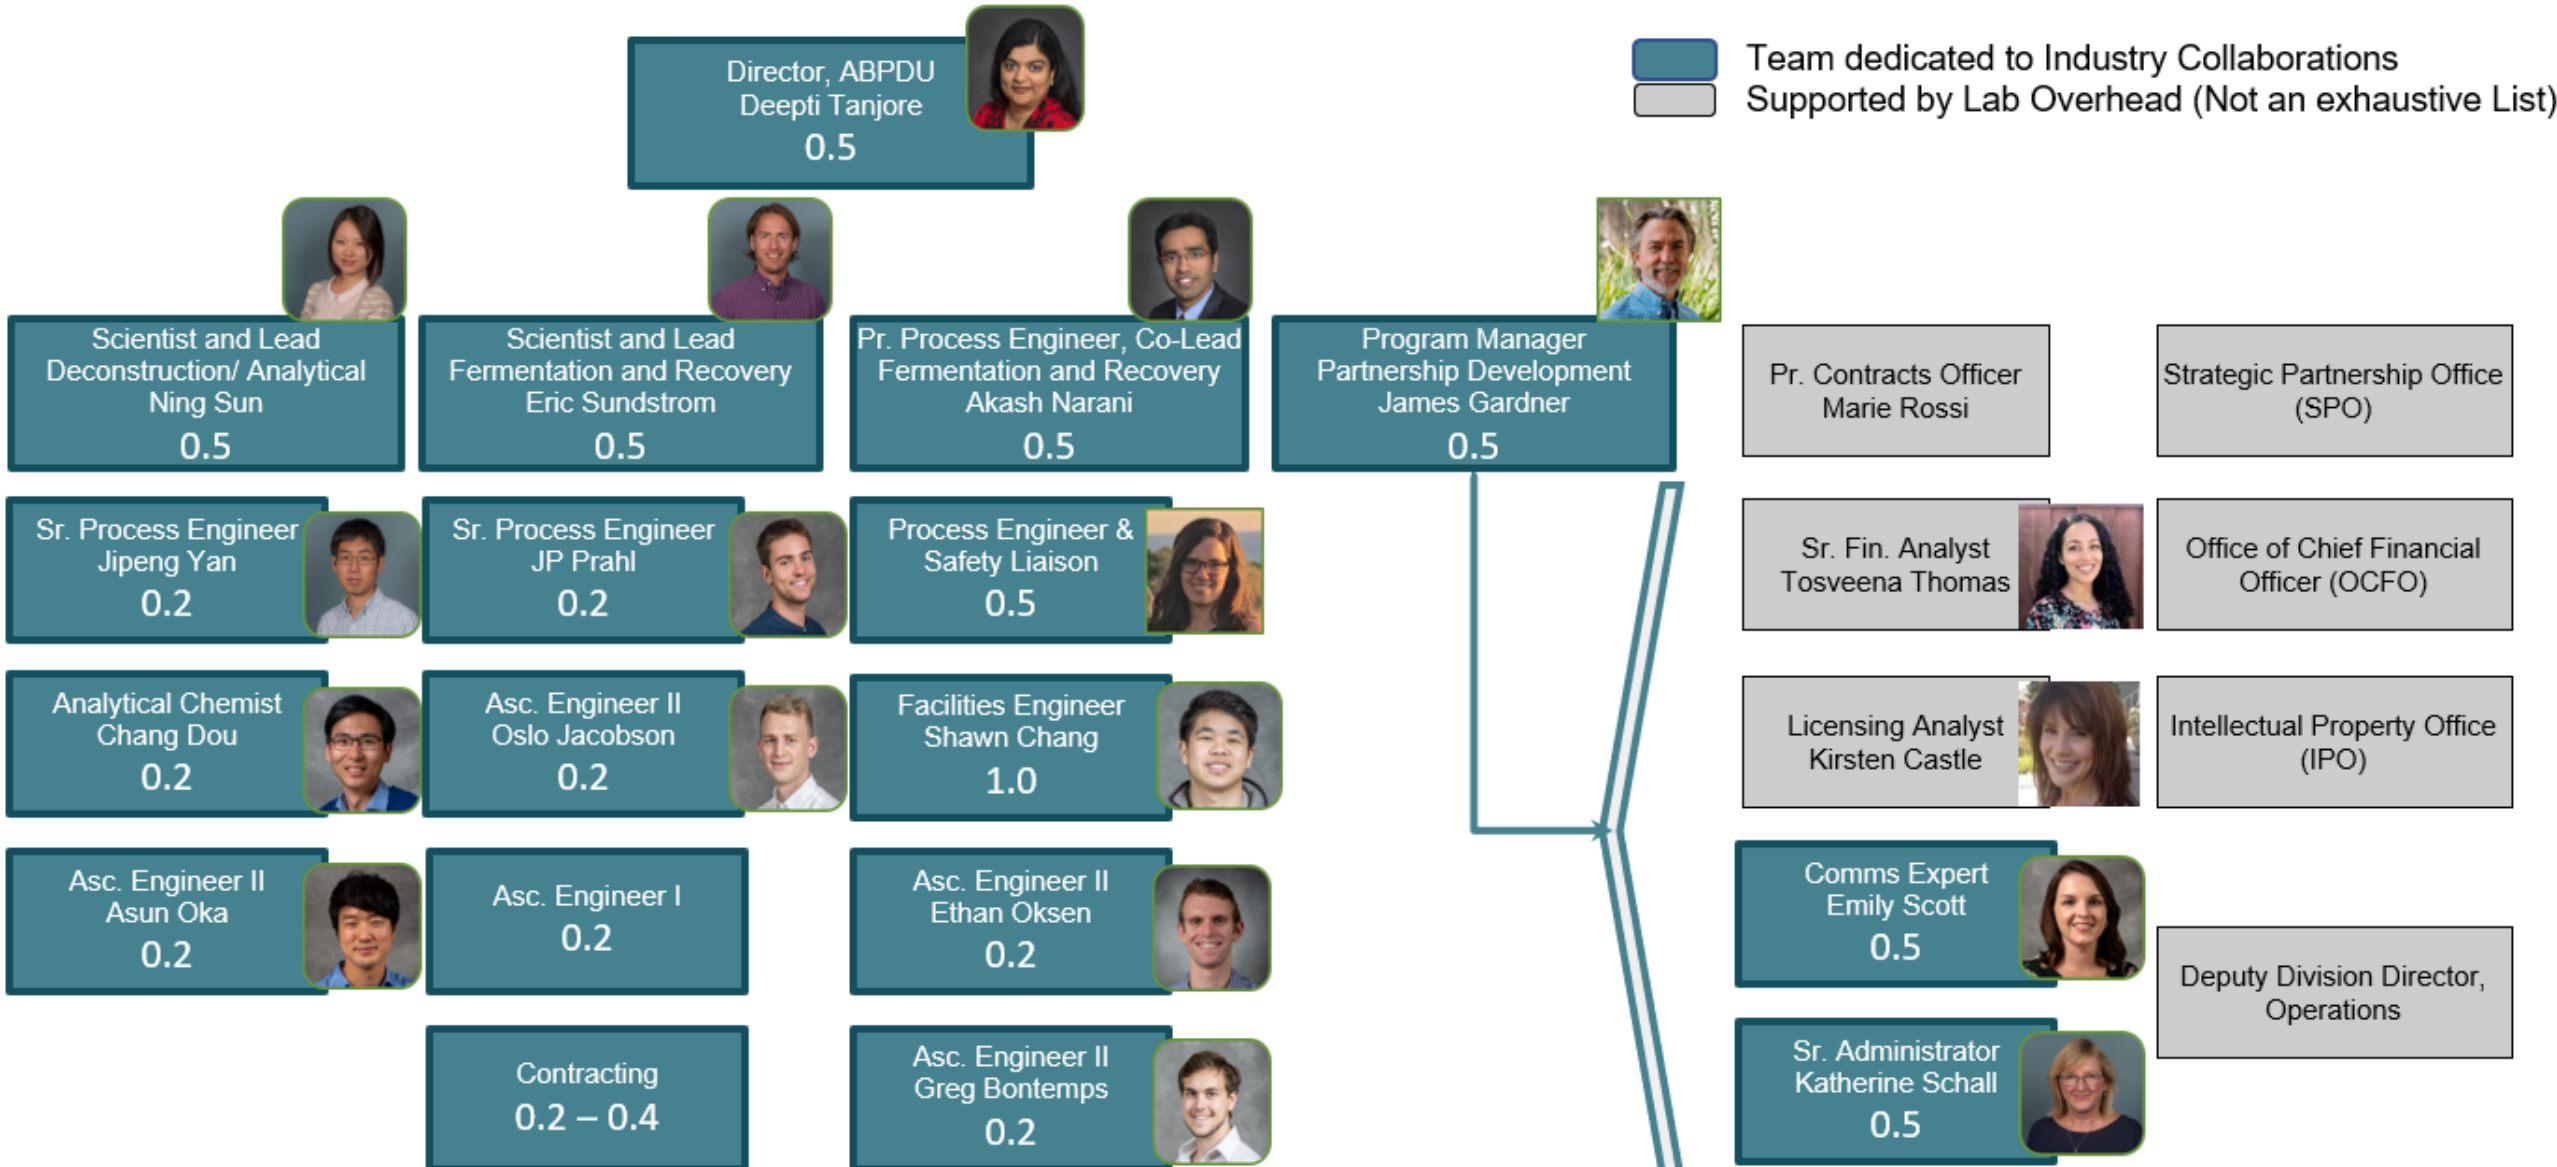 Director, ABPDU
Deepti Tanjore
0.5
Team dedicated to Industry Collaborations
Supported by Lab Overhead (Not an exhaustive List)
Scientist and Lead
Deconstruction/ Analytical
Ning Sun
0.5
Scientist and Lead
Fermentation and Recovery
Eric Sundstrom
0.5
Pr. Process Engineer, Co-Lead
Fermentation and Recovery
Akash Narani
0.5
Program Manager
Partnership Development
James Gardner
0.5
Pr. Contracts Officer
Marie Rossi
Strategic Partnership Office
(SPO)
Sr. Process Engineer
Jipeng Yan
0.2
Sr. Process Engineer
JP Prahl
0.2
Process Engineer &
Safety Liaison
0.5
Sr. Fin. Analyst
Tosveena Thomas
Office of Chief Financial
Officer (OCFO)
Analytical Chemist
Chang Dou
0.2
Asc. Engineer II
Oslo Jacobson
0.2
Facilities Engineer
Shawn Chang
1.0
Licensing Analyst
Kirsten Castle
Intellectual Property Office
(IPO)
Asc. Engineer II
Asun Oka
0.2
Asc. Engineer I
0.2
Asc. Engineer II
Ethan Oksen
0.2
Comms Expert
Emily Scott
0.5
Deputy Division Director,
Operations
Contracting
0.2 – 0.4
Asc. Engineer II
Greg Bontemps
0.2
Sr. Administrator
Katherine Schall
0.5